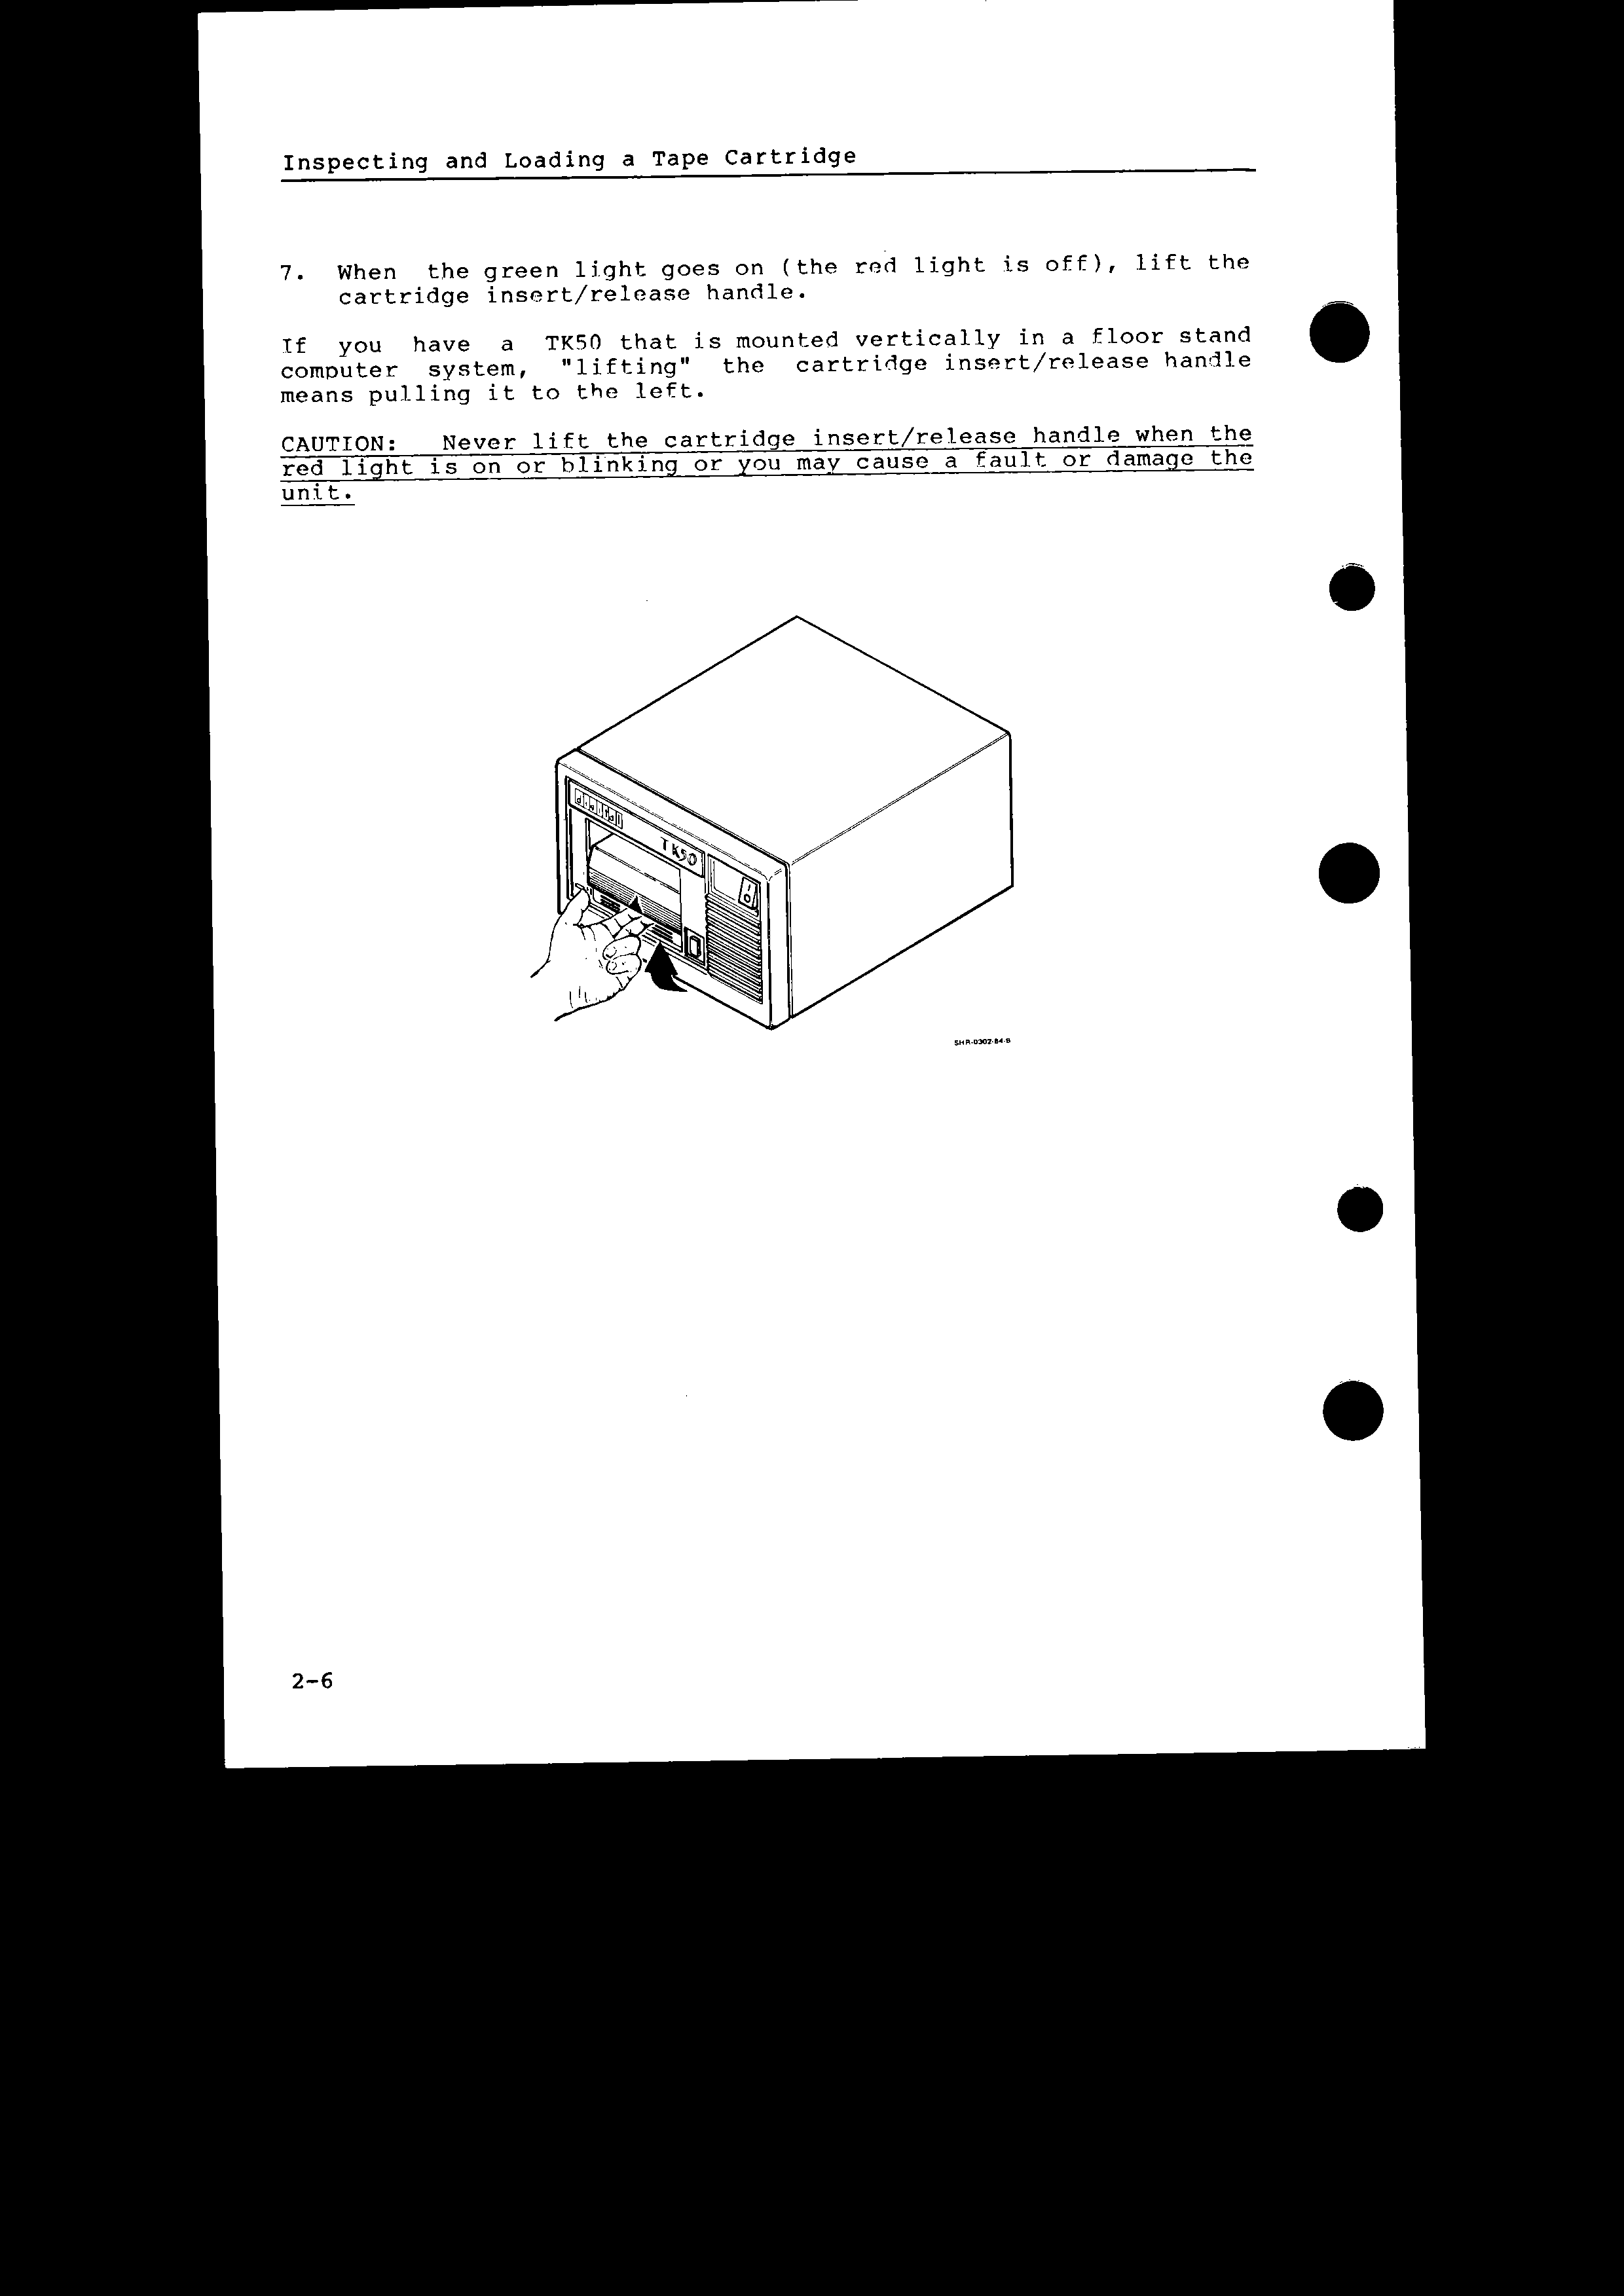 Inspecting and Loading a Tape Cartridge
7. When the green light goes on (the red light is off), lift the
cartridge insert/release handle.
If you have a TK50 that is mounted vertically in a floor stand
computer system, "lifting" the cartridge insert/release handle
means pulling it to the left.
CAUTION: Never lift the cartridge insert/release handle when the
red light is on or blinking or you may cause a fault or damage the
unit.
digital
TK50
SHR-0302-84-B
2-6